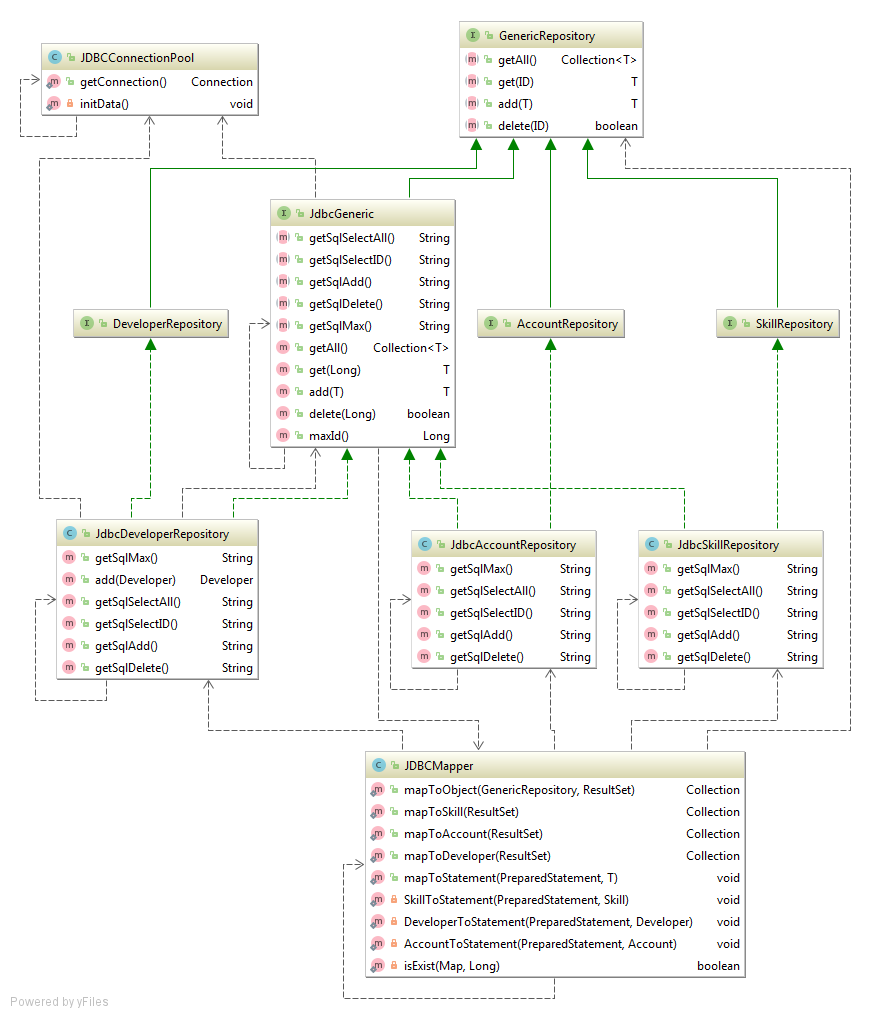 GenericRepository
getAll() Collection<T>
get(ID) T
add(T) T
delete(ID) boolean
JDBCConnectionPool
getConnection() Connection
initData() void
JdbcGeneric
getSqlSelectAll() String
getSqlSelectID() String
getSqlAdd() String
getSqlDelete() String
getSqlMax() String
getAll() Collection<T>
get(Long) T
add(T) T
delete(Long) boolean
maxId() Long
DeveloperRepository
AccountRepository
SkillRepository
JdbcDeveloperRepository
getSqlMax() String
add(Developer) Developer
getSqlSelectAll() String
getSqlSelectID() String
getSqlAdd() String
getSqlDelete() String
JdbcAccountRepository
getSqlMax() String
getSqlSelectAll() String
getSqlSelectID() String
getSqlAdd() String
getSqlDelete() String
JdbcSkillRepository
getSqlMax() String
getSqlSelectAll() String
getSqlSelectID() String
getSqlAdd() String
getSqlDelete() String
JDBCMapper
mapToObject(GenericRepository, ResultSet) Collection
mapToSkill(ResultSet) Collection
mapToAccount(ResultSet) Collection
mapToDeveloper(ResultSet) Collection
mapToStatement(PreparedStatement, T) void
SkillToStatement(PreparedStatement, Skill) void
DeveloperToStatement(PreparedStatement, Developer) void
AccountToStatement(PreparedStatement, Account) void
isExist(Map, Long) boolean
Powered by yFiles